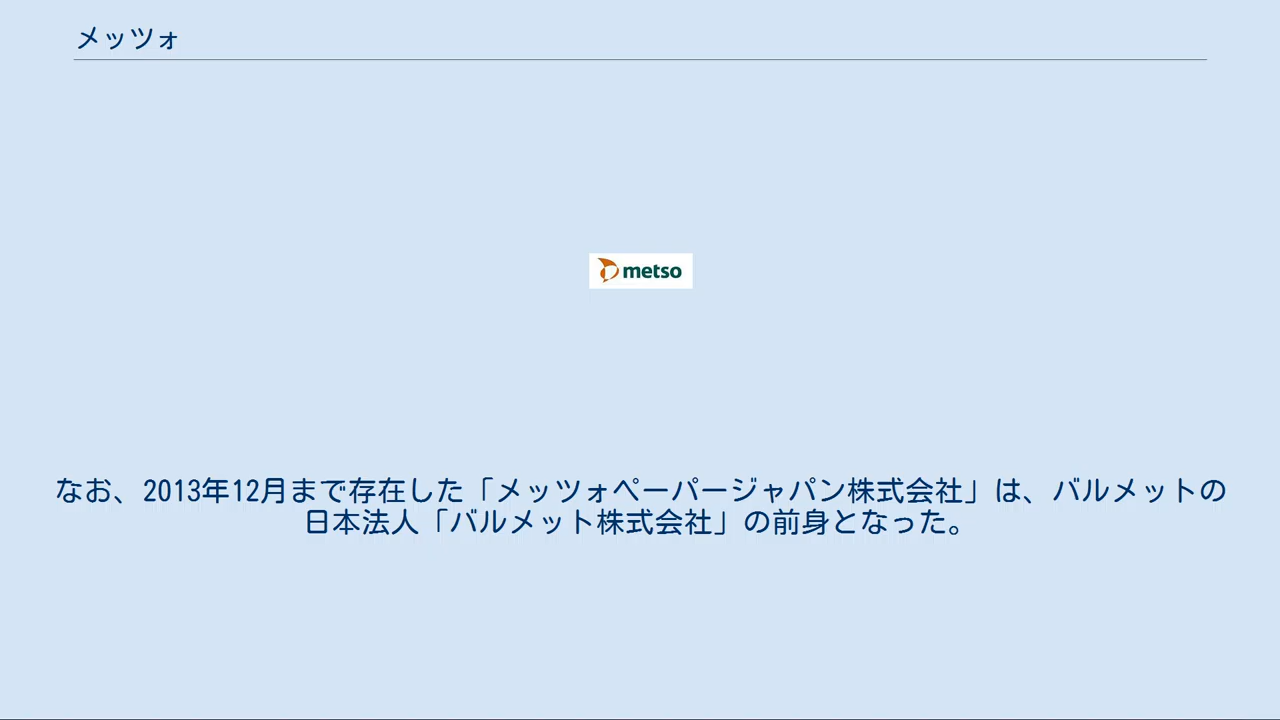 メッツォ
metso
なお、2013年12月まで存在した「メッツォペーパージャパン株式会社」は、バルメットの
日本法人「バルメット株式会社」の前身となった。